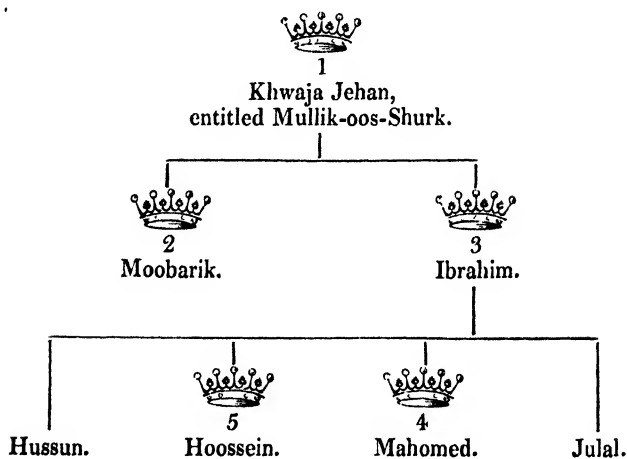 1
Khwaja Jehan,
entitled Mullik-oos-Shurk.
2 3
Moobarik. Ibrahim.
5 4
Hussun. Hoossein. Mahomed. Julal.